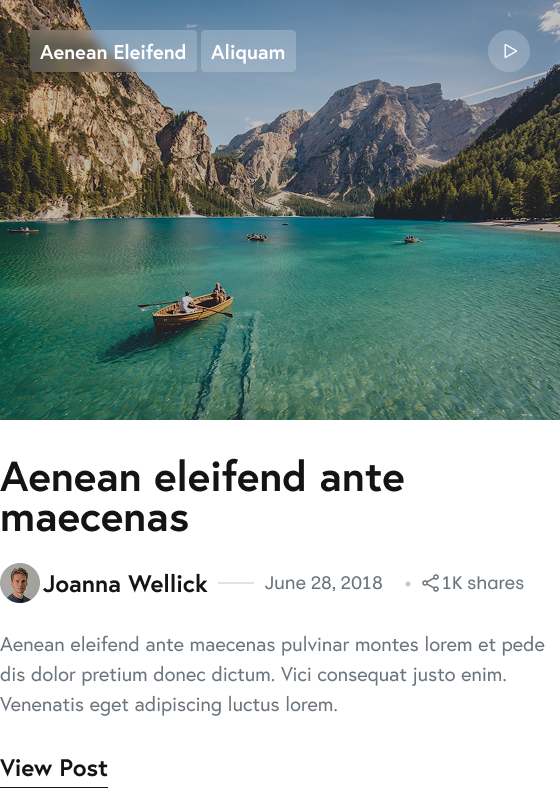 Aenean Eleifend Aliquam
Aenean eleifend ante
maecenas
Joanna Wellick June 28, 2018 • 1K shares
Aenean eleifend ante maecenas pulvinar montes lorem et pede
dis dolor pretium donec dictum. Vici consequat justo enim.
Venenatis eget adipiscing luctus lorem.
View Post